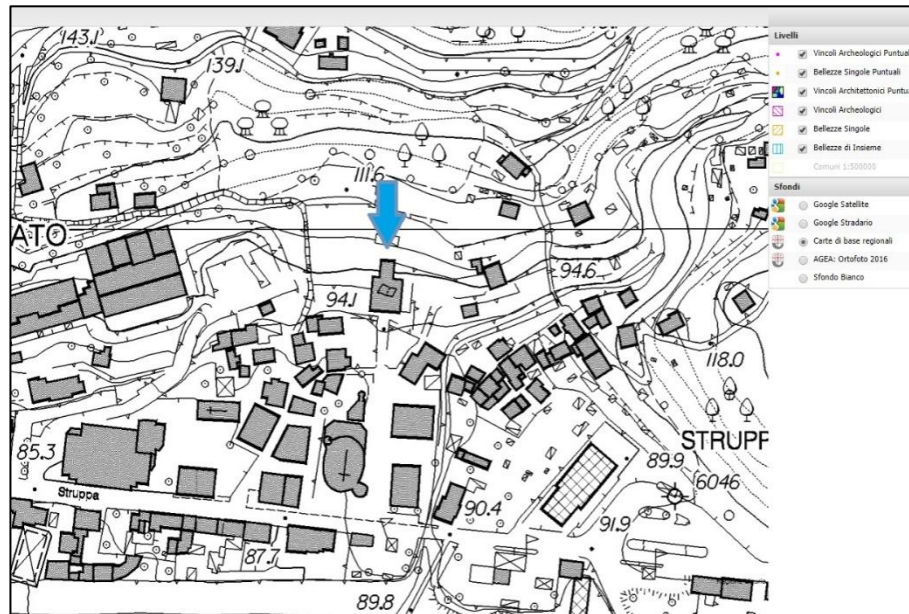 143.1
139.1
111.6
ATO
94.1
94.6
118.0
85.3
Struppa
STRUPP
89.9
6046
90.4
91.9
87.7
89.8
Livelli
Vincoli Archeologici Puntual
Bellezze Singole Puntuali
Vincoli Architettonici Puntu
Vincoli Archeologici
Bellezze Singole
Bellezze di Insieme
Comuni 1:500000
Sfondi
Google Satellite
Google Stradario
Carte di base regionali
AGEA: Ortofoto 2016
Sfondo Bianco